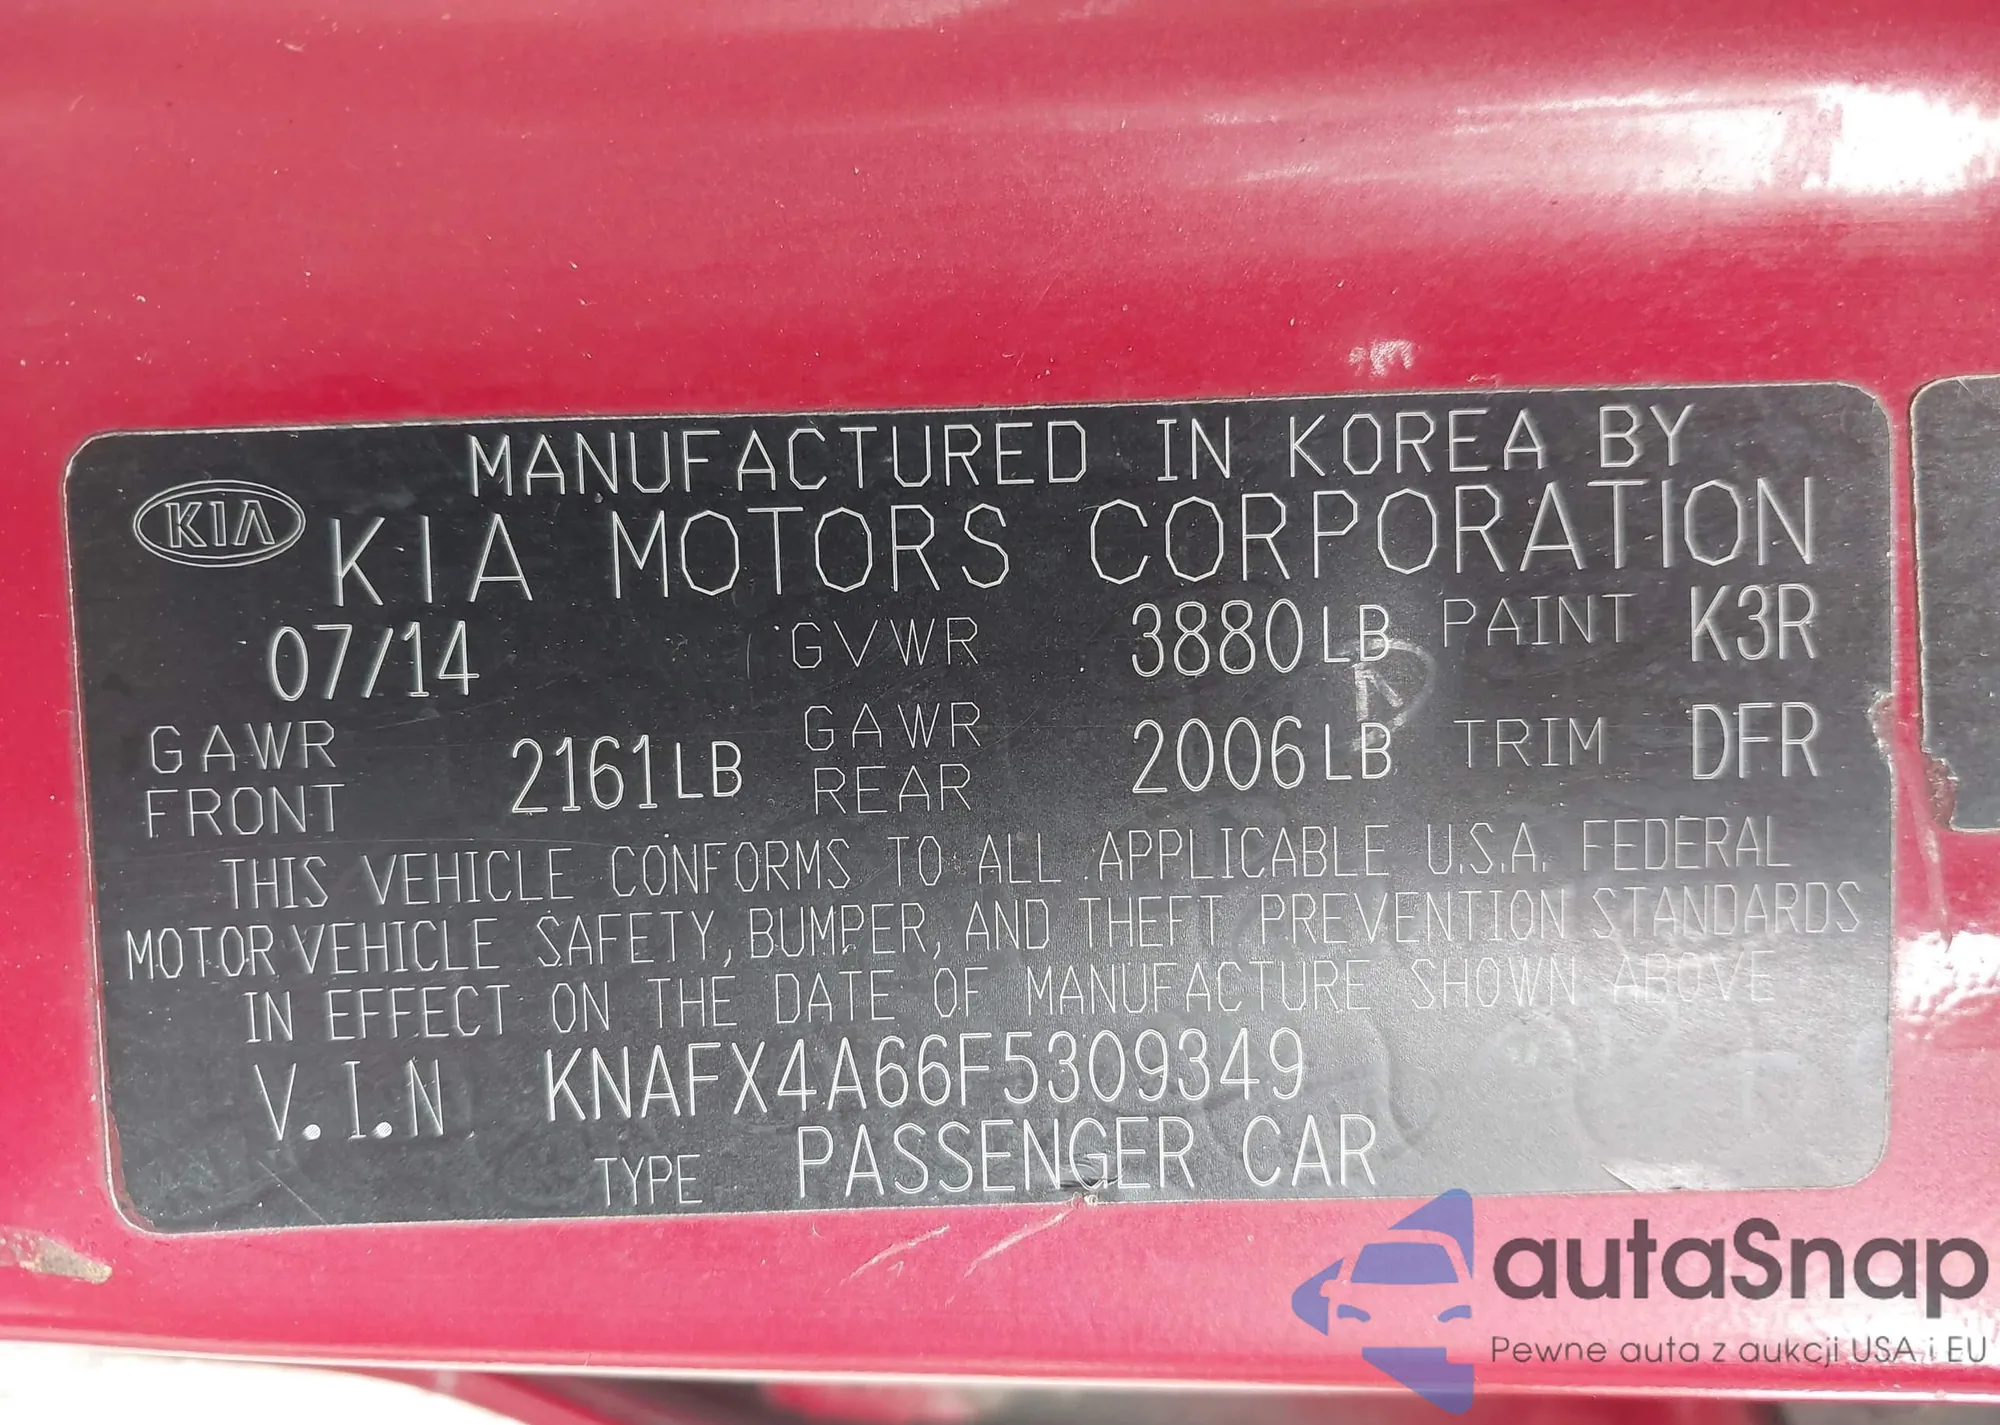 MANUFACTURED IN KOREA BY
KIA KIA MOTORS CORPORATION
07/14 GVWR 3880LB PAINT K3R
GAWR FRONT 2161LB GAWR REAR 2006LB TRIM DFR
THIS VEHICLE CONFORMS TO ALL APPLICABLE U.S.A. FEDERAL
MOTOR VEHICLE SAFETY, BUMPER, AND THEFT PREVENTION STANDARDS
IN EFFECT ON THE DATE OF MANUFACTURE SHOWN ABOVE
V.I.N KNAFX4A66F5309349
TYPE PASSENGER CAR
autaSnap
Pewne auta z aukcji USA i EU